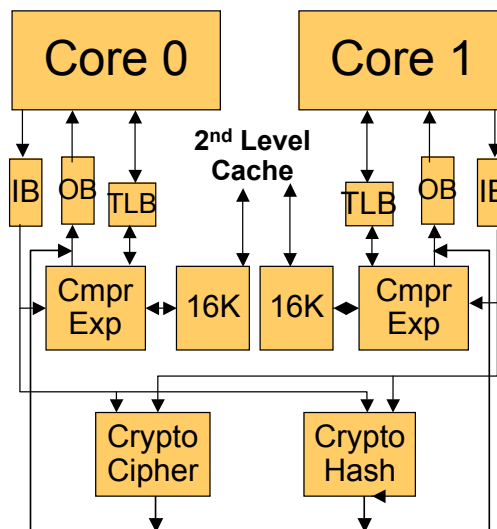 Core 0
Core 1
2nd Level
Cache
IB
OB
TLB
TLB
OB
IB
Cmpr
Exp
16K
16K
Cmpr
Exp
Crypto
Cipher
Crypto
Hash